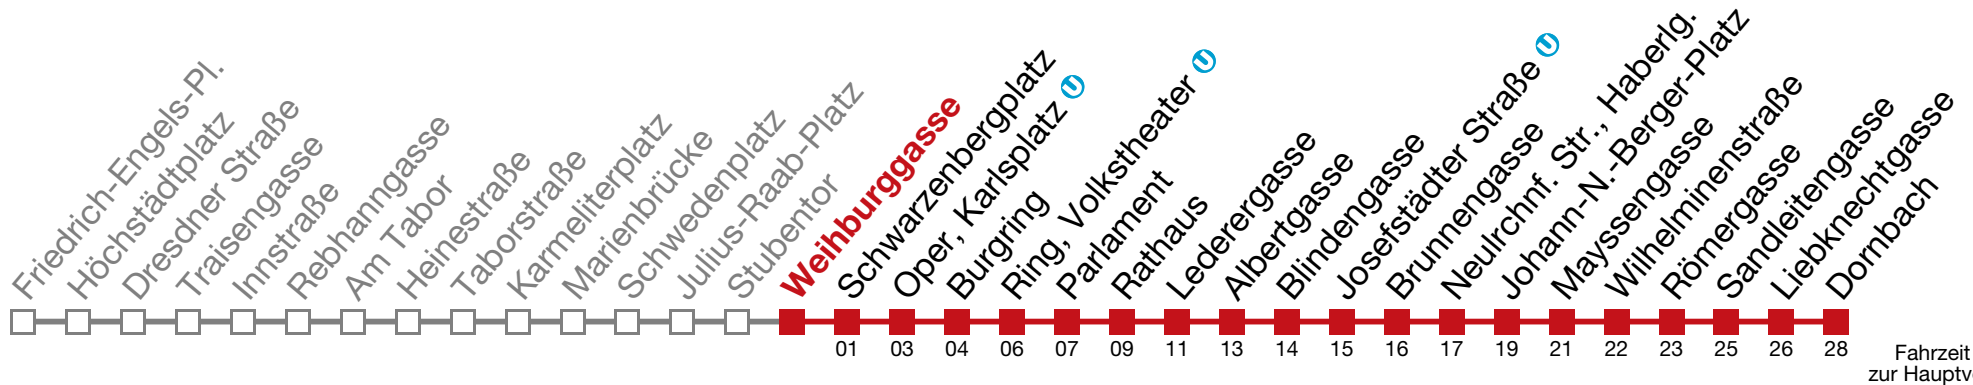 Friedrich-Engels-Pl.
Höchstädtplatz
Dresdner Straße
Traisengasse
Innstraße
Rebhanngasse
Am Tabor
Heinestraße
Taborstraße
Karmeliterplatz
Marienbrücke
Schwedenplatz
Julius-Raab-Platz
Stubentor
Weihburggasse
Schwarzenbergplatz
Oper, Karlsplatz U
Burgring
Ring, Volkstheater U
Parlament
Rathaus
Lederergasse
Albertgasse
Blindengasse
Josefstädter Straße U
Brunnengasse
Neulrchnf. Str., Haberlg.
Johann-N.-Berger-Platz
Mayssengasse
Wilhelminenstraße
Römergasse
Sandleitengasse
Liebknechtgasse
Dornbach
01 03 04 06 07 09 11 13 14 15 16 17 19 21 22 23 25 26 28
Fahrzeit
zur Hauptv